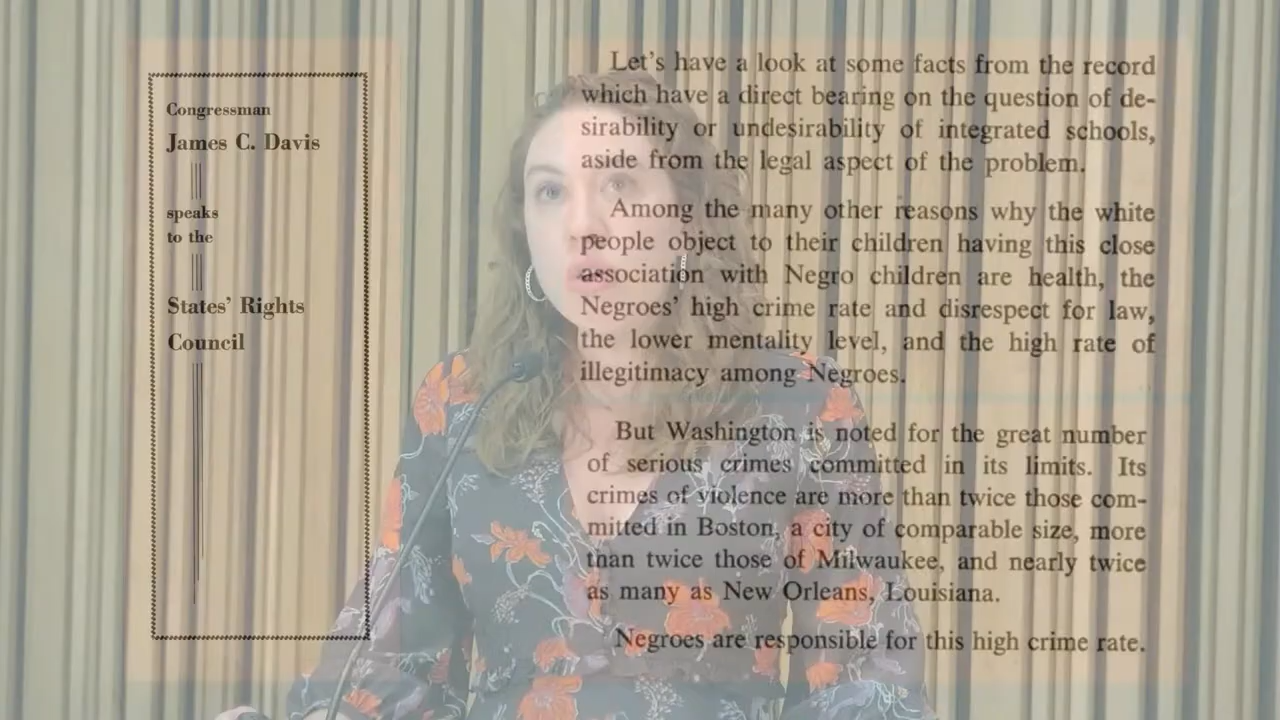 Congressman
James C. Davis
speaks
to the
States' Rights
Council
Let's have a look at some facts from the record
which have a direct bearing on the question of de-
sirability or undesirability of integrated schools,
aside from the legal aspect of the problem.
Among the many other reasons why the white
people object to their children having this close
association with Negro children are health, the
Negroes' high crime rate and disrespect for law,
the lower mentality level, and the high rate of
illegitimacy among Negroes.
But Washington is noted for the great number
of serious crimes committed in its limits. Its
crimes of violence are more than twice those com-
mitted in Boston, a city of comparable size, more
than twice those of Milwaukee, and nearly twice
as many as New Orleans, Louisiana.
Negroes are responsible for this high crime rate.